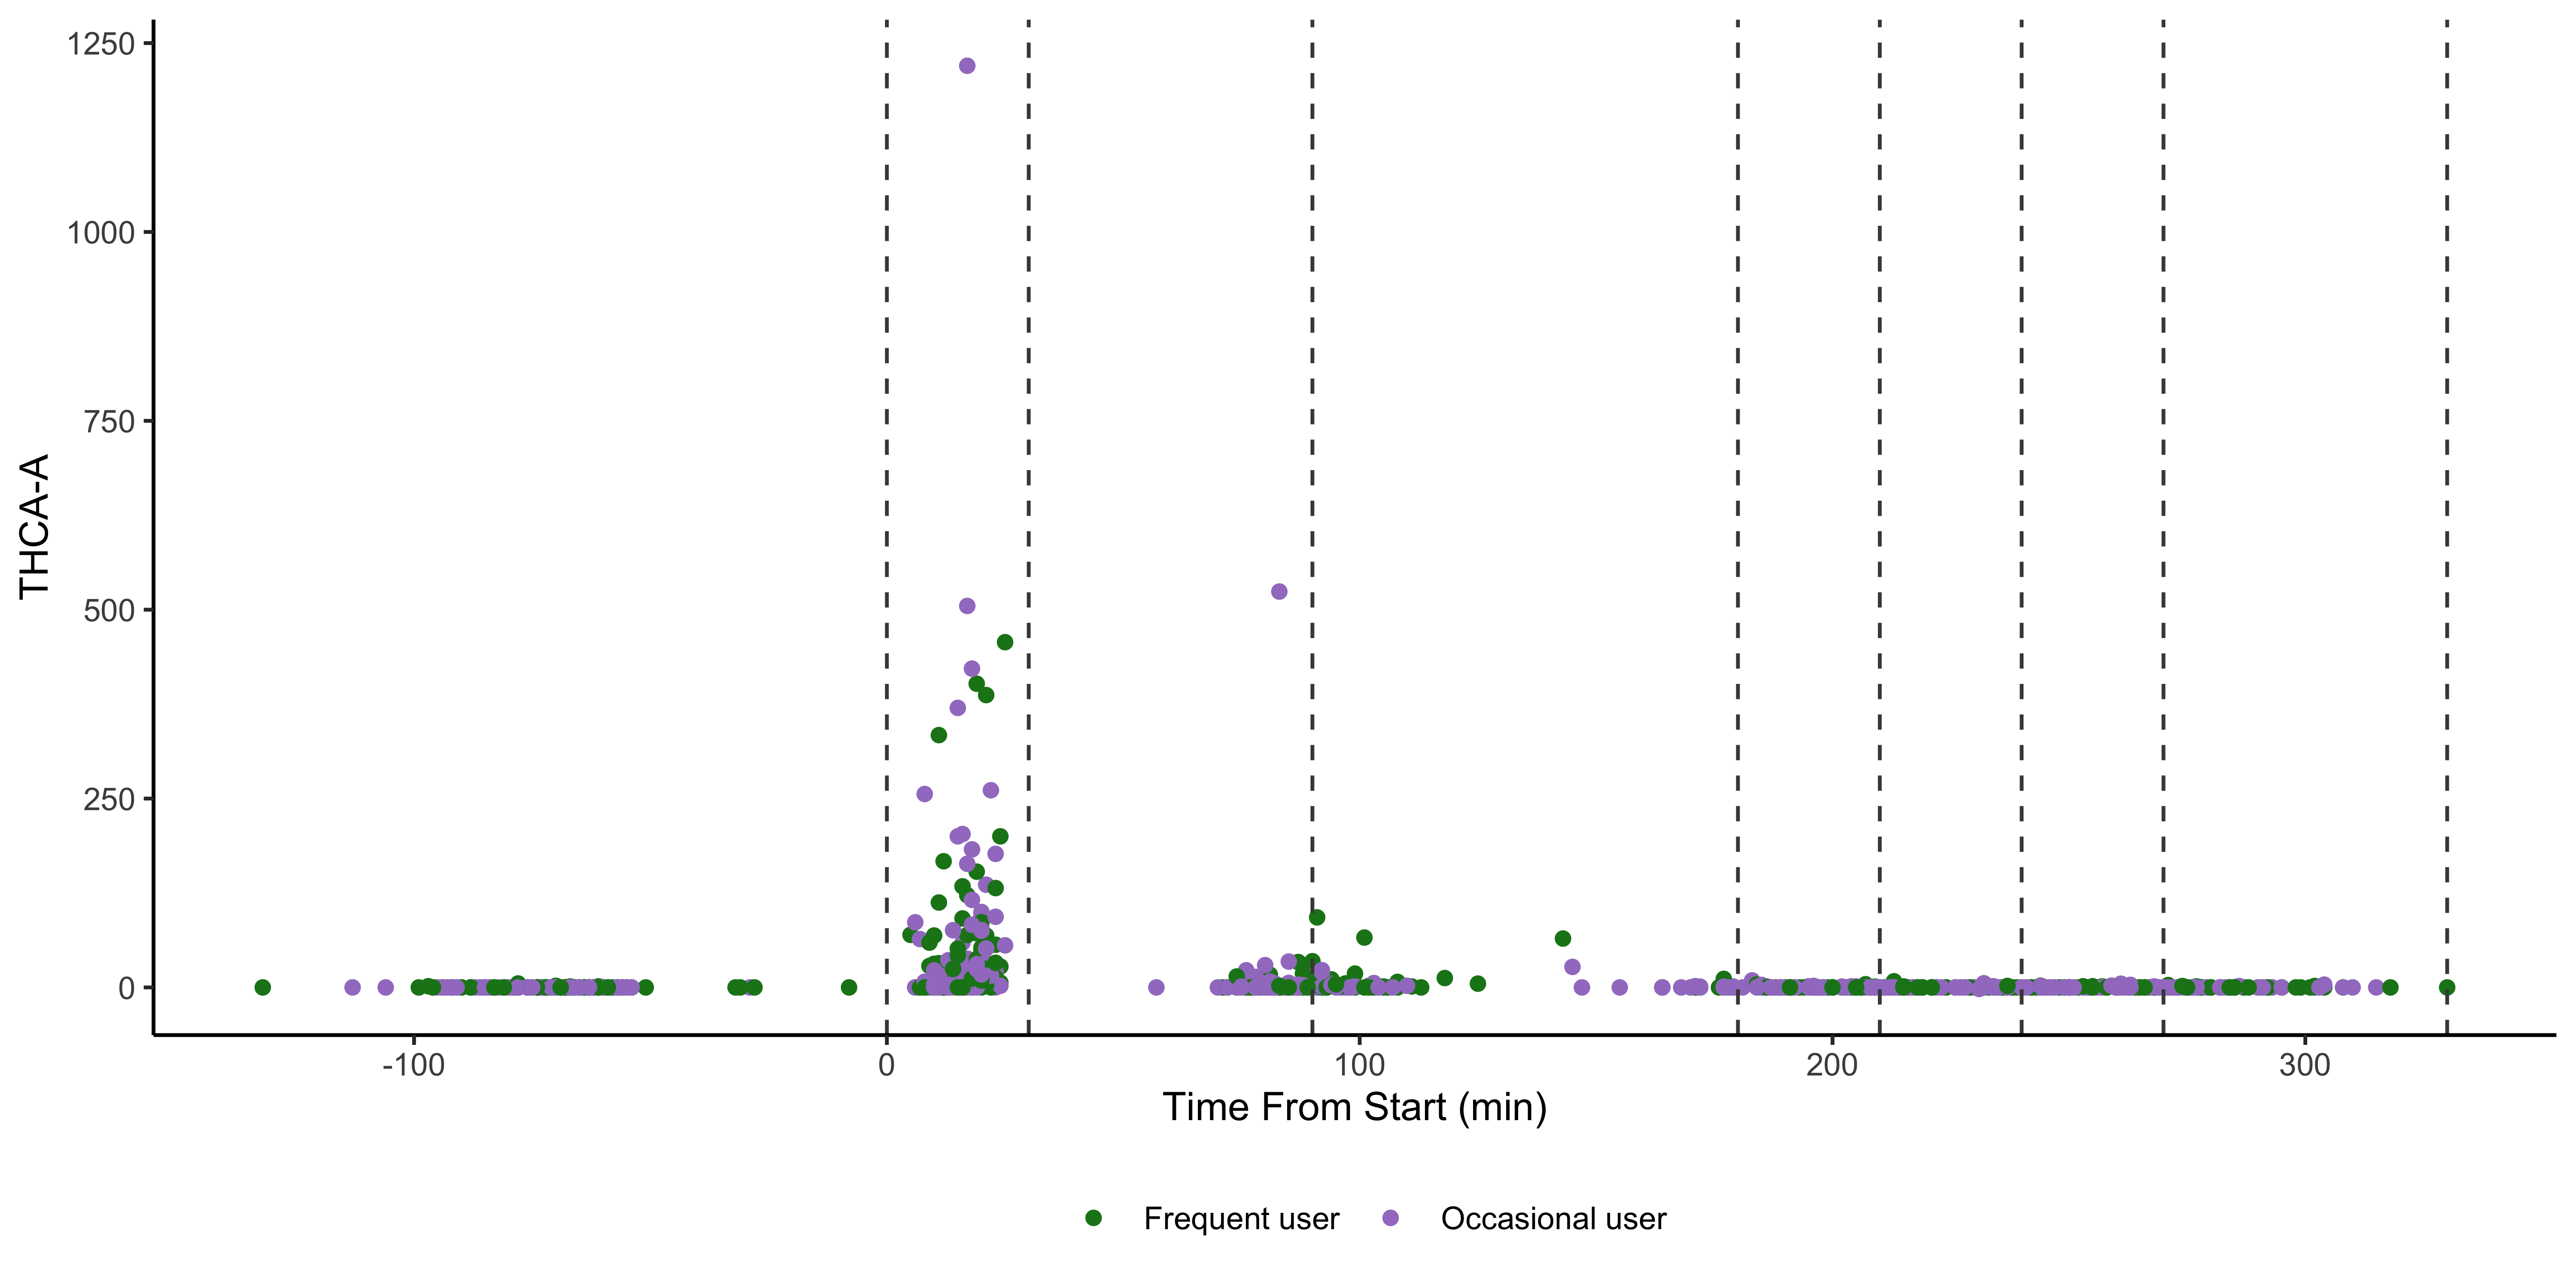 1250
1000
750
500
250
0
THCA-A
-100
0
100
200
300
Time From Start (min)
Frequent user
Occasional user